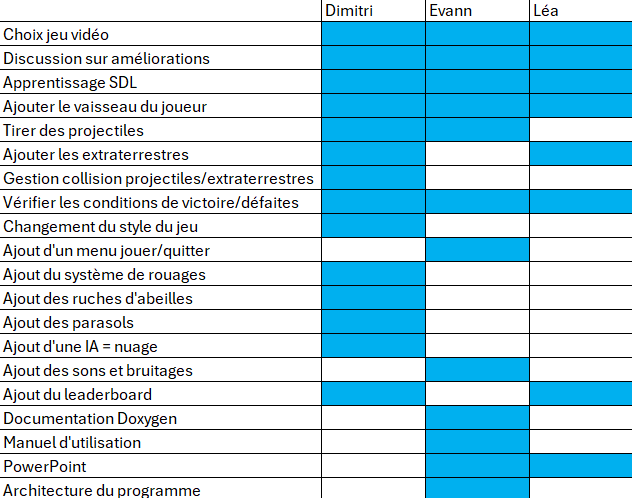 Dimitri Evann Léa
Choix jeu vidéo
Discussion sur améliorations
Apprentissage SDL
Ajouter le vaisseau du joueur
Tirer des projectiles
Ajouter les extraterrestres
Gestion collision projectiles/extraterrestres
Vérifier les conditions de victoire/défaites
Changement du style du jeu
Ajout d'un menu jouer/quitter
Ajout du système de rouages
Ajout des ruches d'abeilles
Ajout des parasols
Ajout d'une IA = nuage
Ajout des sons et bruitages
Ajout du leaderboard
Documentation Doxygen
Manuel d'utilisation
PowerPoint
Architecture du programme